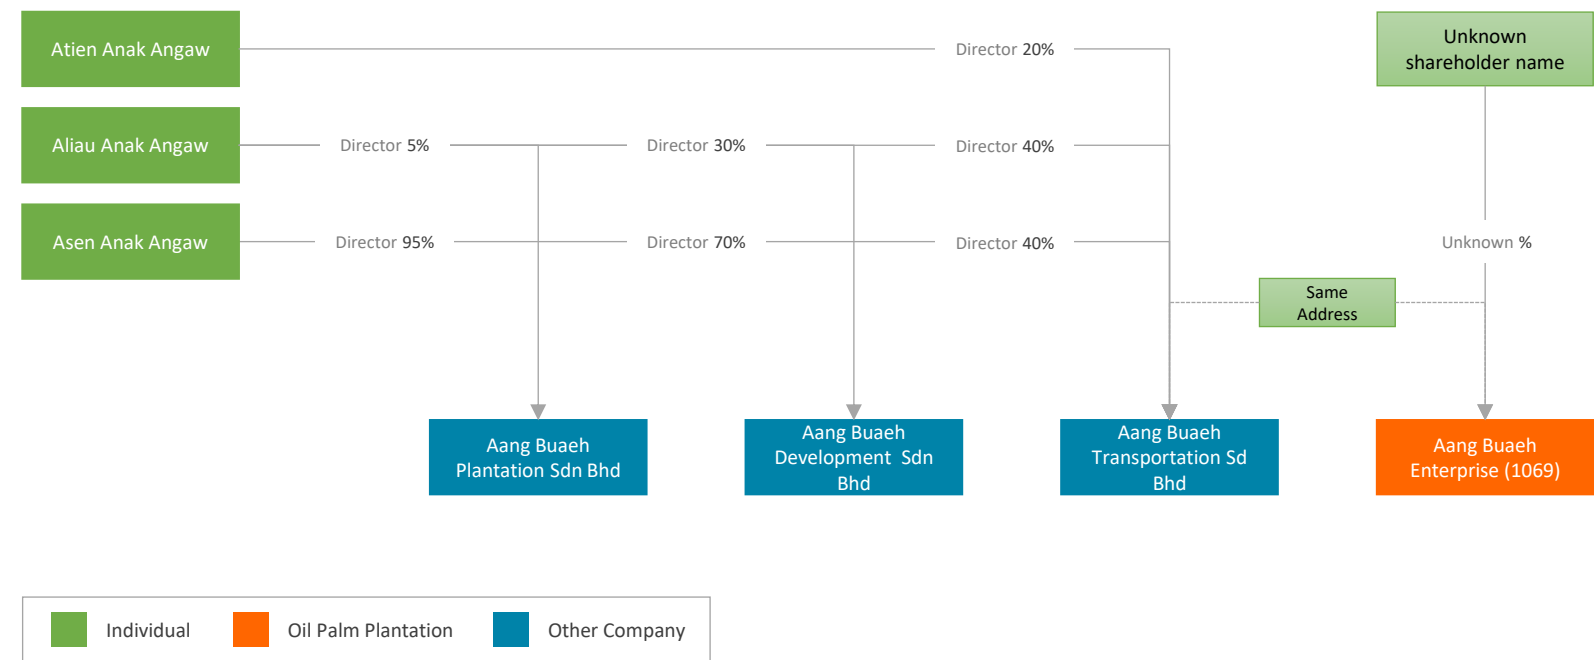 Atien Anak Angaw
Director 20%
Unknown
shareholder name
Aliau Anak Angaw
Director 5%
Director 30%
Director 40%
Asen Anak Angaw
Director 95%
Director 70%
Director 40%
Unknown %
Same
Address
Aang Buaeh
Plantation Sdn Bhd
Aang Buaeh
Development Sdn
Bhd
Aang Buaeh
Transportation Sd
Bhd
Aang Buaeh
Enterprise (1069)
Individual
Oil Palm Plantation
Other Company